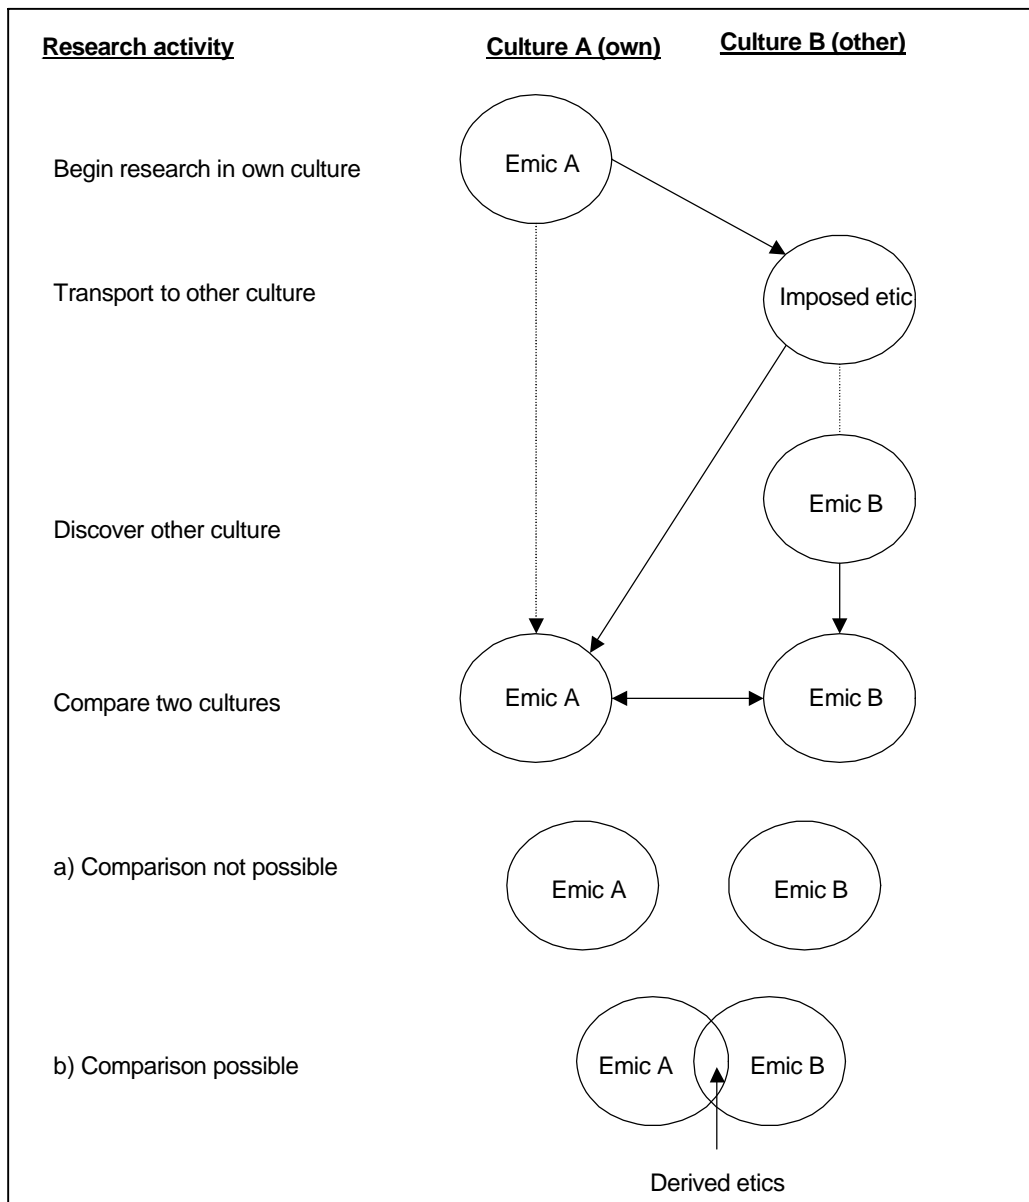 Research activity Culture A (own) Culture B (other)
Emic A
Begin research in own culture
Transport to other culture Imposed etic
Emic B
Discover other culture
Compare two cultures Emic A Emic B
a) Comparison not possible Emic A Emic B
b) Comparison possible Emic A Emic B
Derived etics